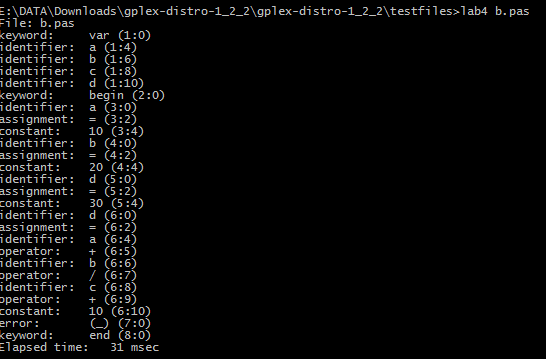 E:\DATA\Downloads\gplex-distro-1_2_2\gplex-distro-1_2_2\testfiles>lab4 b.pas
File: b.pas
keyword: var (1:0)
identifier: a (1:4)
identifier: b (1:6)
identifier: c (1:8)
identifier: d (1:10)
keyword: begin (2:0)
identifier: a (3:0)
assignment: = (3:2)
constant: 10 (3:4)
identifier: b (4:0)
assignment: = (4:2)
constant: 20 (4:4)
identifier: d (5:0)
assignment: = (5:2)
constant: 30 (5:4)
identifier: d (6:0)
assignment: = (6:2)
identifier: a (6:4)
operator: + (6:5)
identifier: b (6:6)
operator: / (6:7)
identifier: c (6:8)
operator: + (6:9)
constant: 10 (6:10)
error: (_) (7:0)
keyword: end (8:0)
Elapsed time: 31 msec